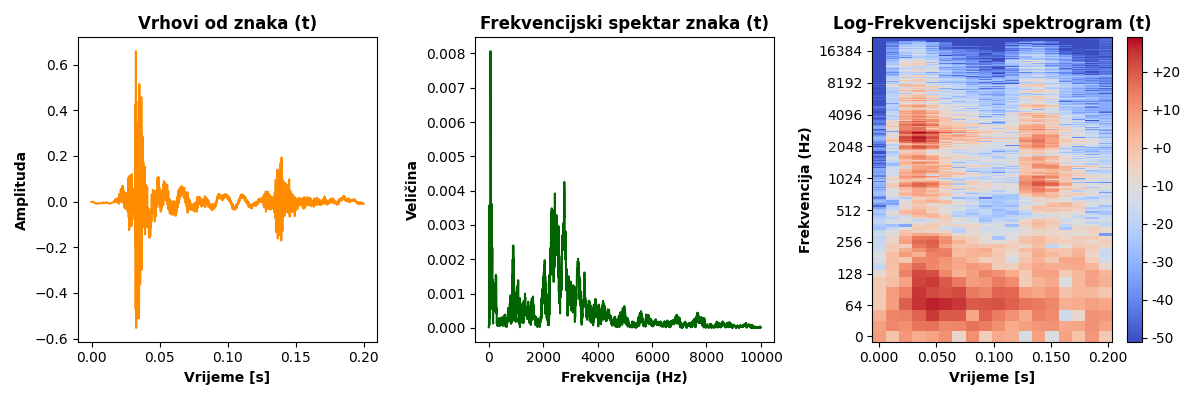 Vrhovi od znaka (t)
Amplituda
0.6
0.4
0.2
0.0
−0.2
−0.4
−0.6
0.00 0.05 0.10 0.15 0.20
Vrijeme [s]
Frekvencijski spektar znaka (t)
Veličina
0.008
0.007
0.006
0.005
0.004
0.003
0.002
0.001
0.000
0 2000 4000 6000 8000 10000
Frekvencija (Hz)
Log-Frekvencijski spektrogram (t)
Frekvencija (Hz)
16384
8192
4096
2048
1024
512
256
128
64
0
0.000 0.050 0.100 0.150 0.200
Vrijeme [s]
+20
+10
+0
-10
-20
-30
-40
-50